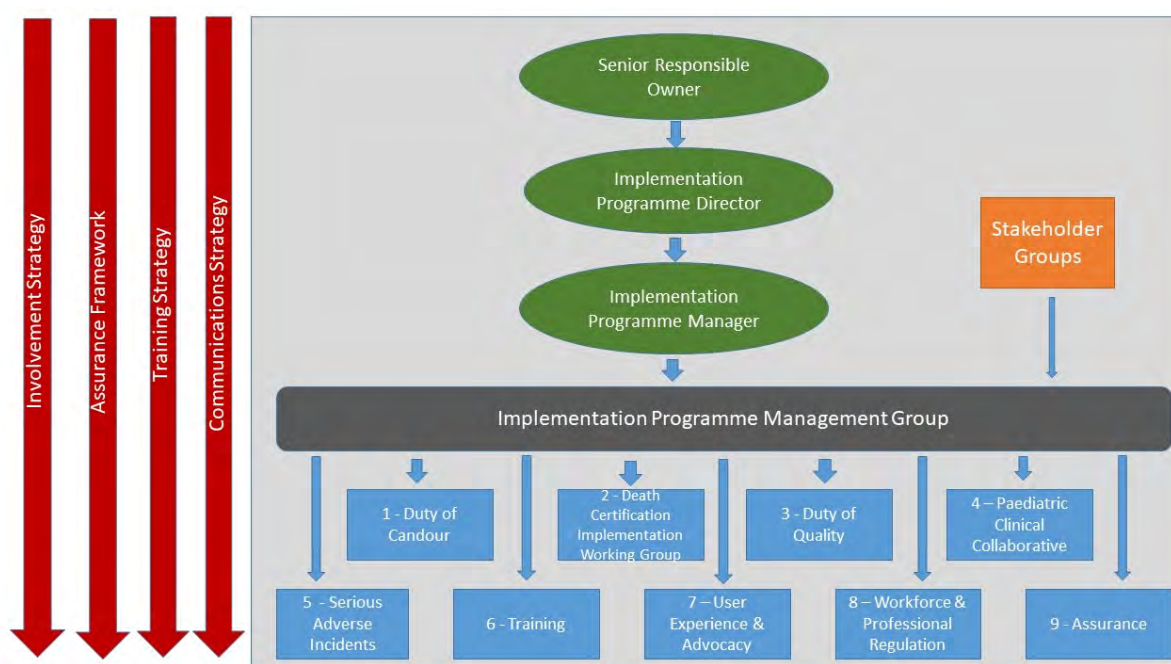 Involvement Strategy
Assurance Framework
Training Strategy
Communications Strategy
Senior Responsible
Owner
Implementation
Programme Director
Implementation
Programme Manager
Stakeholder
Groups
Implementation Programme Management Group
1 - Duty of
Candour
2 - Death
Certification
Implementation
Working Group
3 - Duty of
Quality
4 – Paediatric
Clinical
Collaborative
5 - Serious
Adverse
Incidents
6 - Training
7 – User
Experience &
Advocacy
8 – Workforce &
Professional
Regulation
9 - Assurance